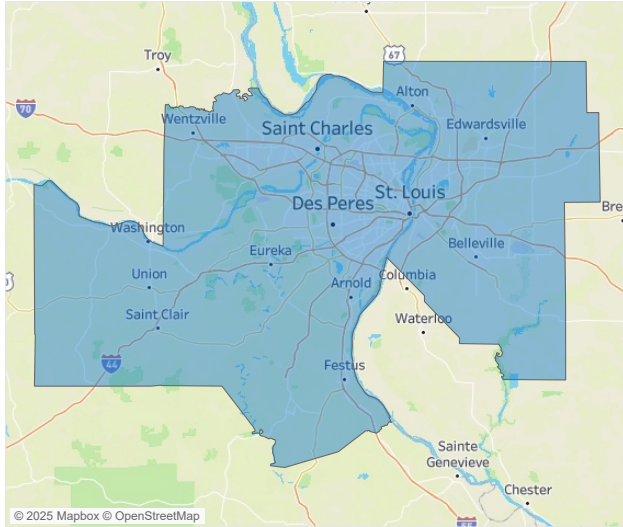 67
Troy
70
Alton
Wentzville
Saint Charles
Edwardsville
St. Louis
Des Peres
Washington
Eureka
Belleville
Union
Columbia
Arnold
Saint Clair
Waterloo
44
Festus
Sainte
Genevieve
Chester
© 2025 Mapbox © OpenStreetMap